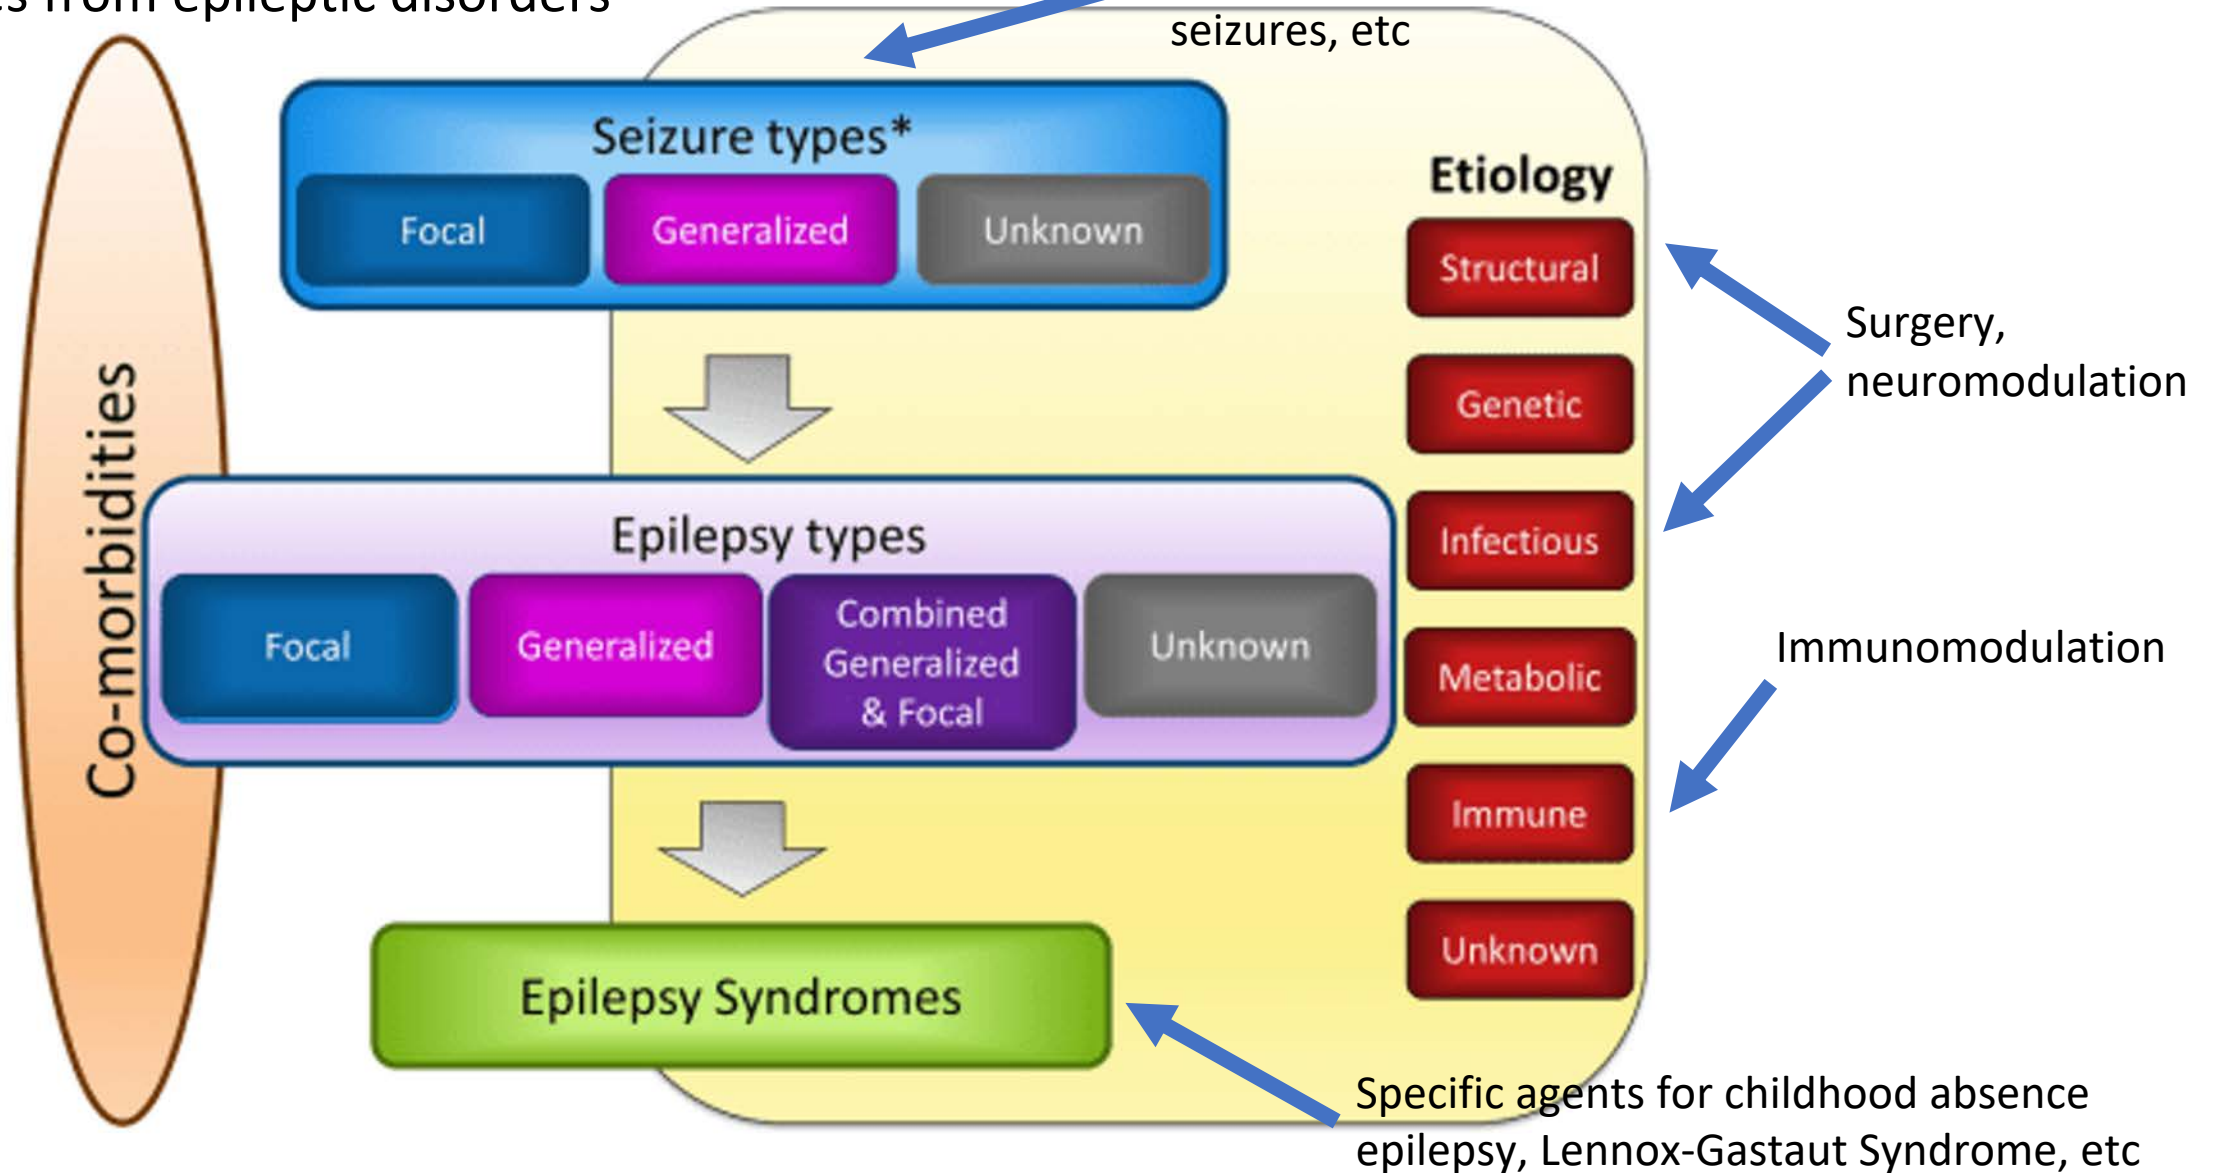 from epileptic disorders
seizures, etc
Seizure types*
Focal
Generalized
Unknown
Etiology
Structural
Genetic
Infectious
Metabolic
Immune
Unknown
Surgery,
neuromodulation
Immunomodulation
Co-morbidities
Epilepsy types
Focal
Generalized
Combined
Generalized
& Focal
Unknown
Epilepsy Syndromes
Specific agents for childhood absence
epilepsy, Lennox-Gastaut Syndrome, etc